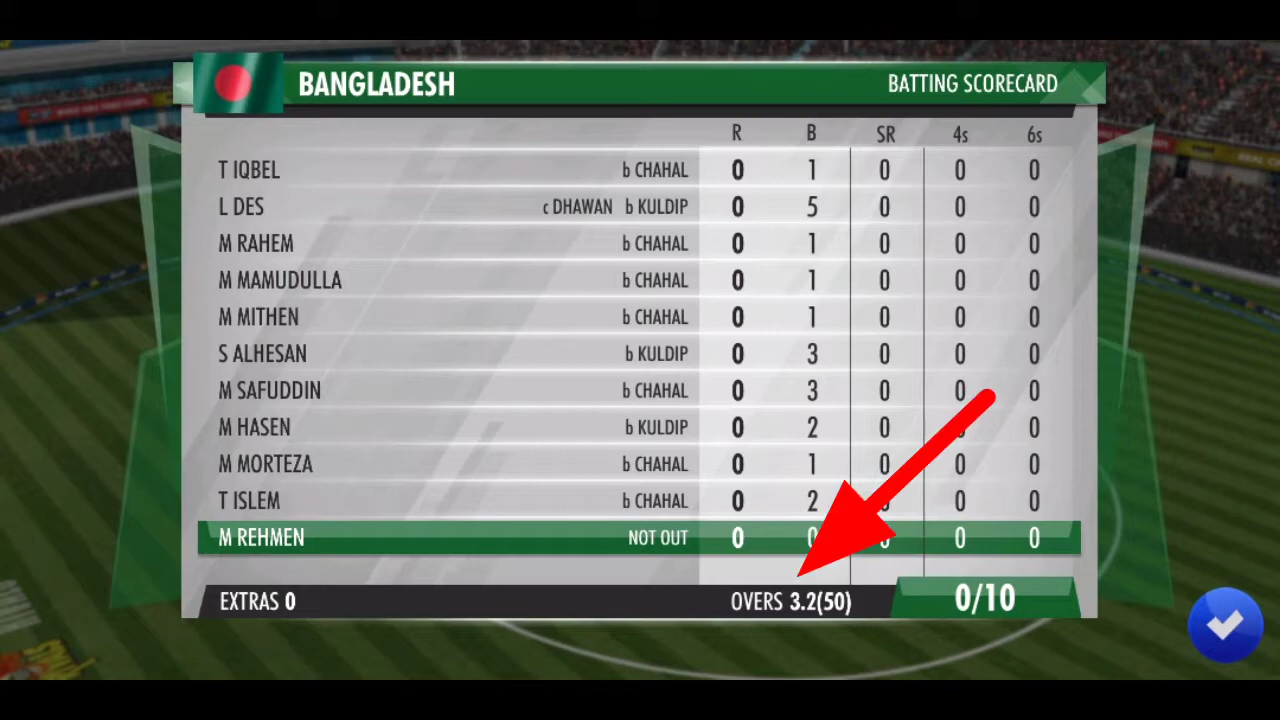 BANGLADESH BATTING SCORECARD
R B SR 4s 6s
T IQBEL b CHAHAL 0 1 0 0 0
L DES c DHAWAN b KULDIP 0 5 0 0 0
M RAHEM b CHAHAL 0 1 0 0 0
M MAMUDULLA b CHAHAL 0 1 0 0 0
M MITHEN b CHAHAL 0 1 0 0 0
S ALHESAN b KULDIP 0 3 0 0 0
M SAFUDDIN b CHAHAL 0 3 0 0 0
M HASEN b KULDIP 0 2 0 0 0
M MORTEZA b CHAHAL 0 1 0 0 0
T ISLEM b CHAHAL 0 2 0 0 0
M REHMEN NOT OUT 0 0 0 0 0
EXTRAS 0 OVERS 3.2(50) 0/10